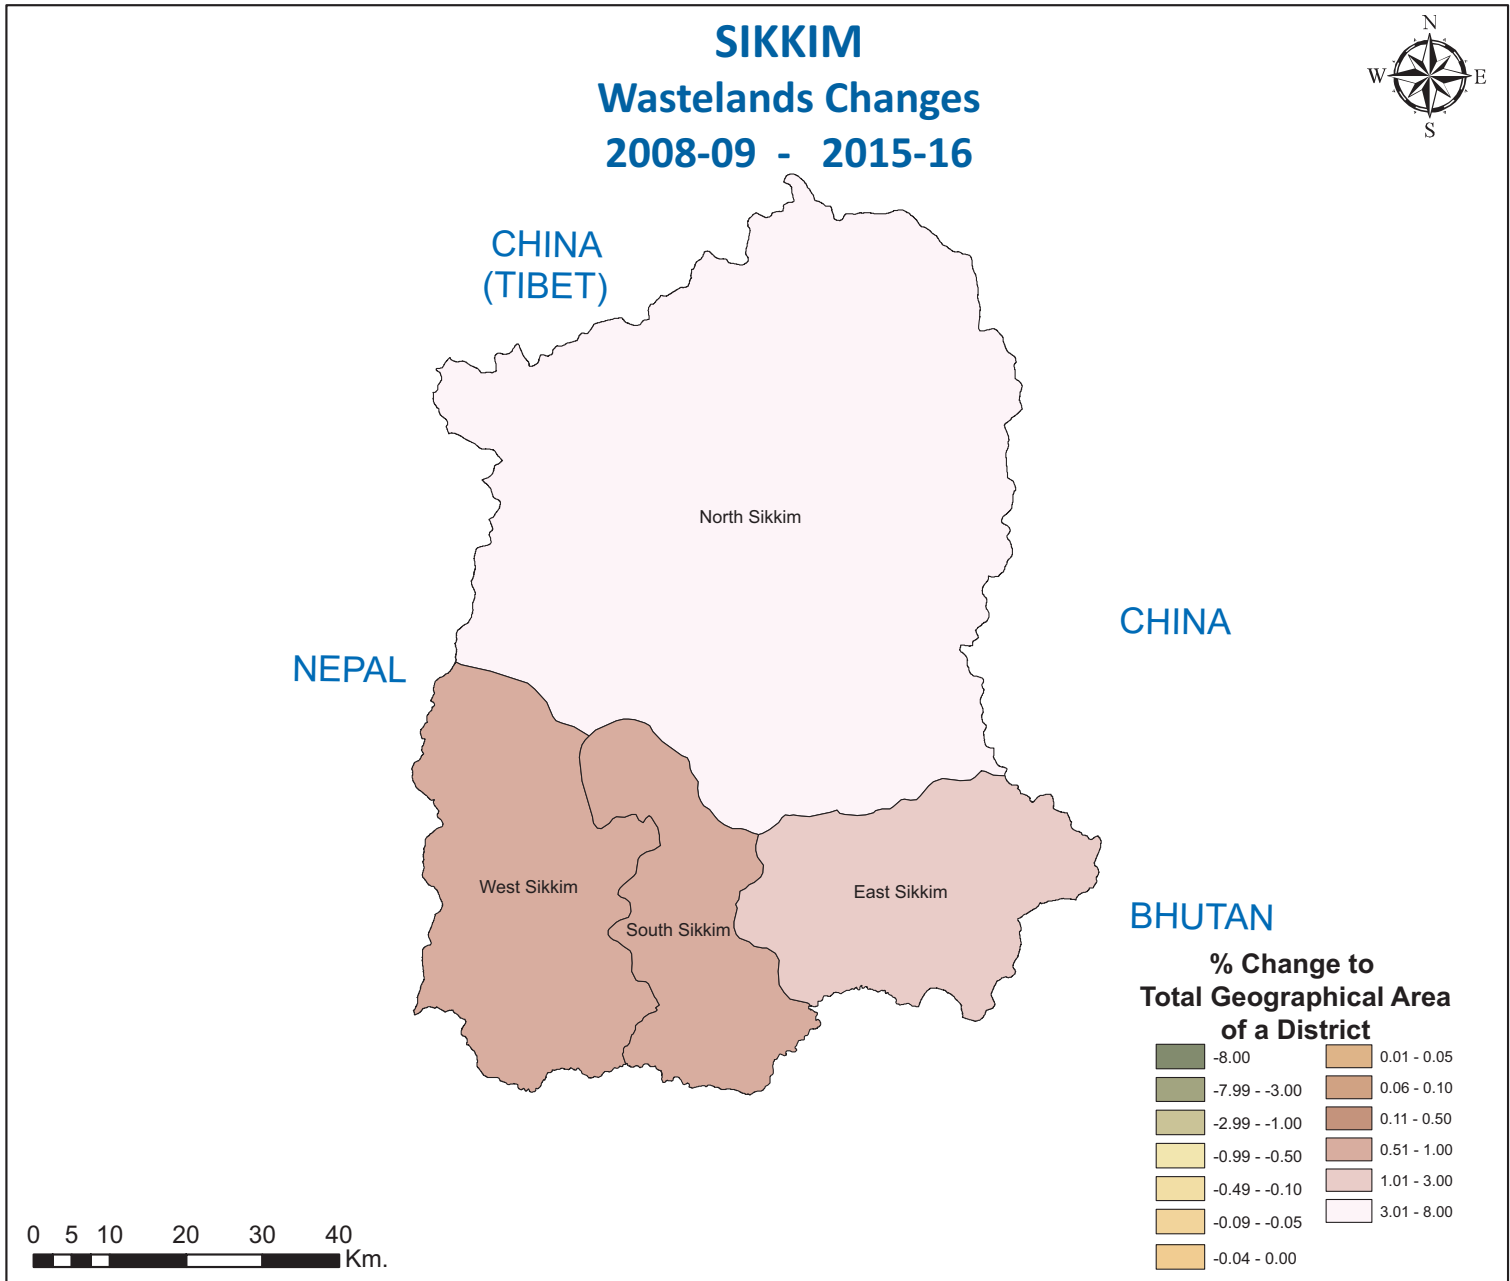 SIKKIM
Wastelands Changes
2008-09 - 2015-16
N
W E
S
CHINA
(TIBET)
North Sikkim
CHINA
NEPAL
West Sikkim
East Sikkim
South Sikkim
BHUTAN
% Change to
Total Geographical Area
of a District
-8.00
-7.99 - -3.00
-2.99 - -1.00
-0.99 - -0.50
-0.49 - -0.10
-0.09 - -0.05
-0.04 - 0.00
0.01 - 0.05
0.06 - 0.10
0.11 - 0.50
0.51 - 1.00
1.01 - 3.00
3.01 - 8.00
0 5 10 20 30 40
Km.